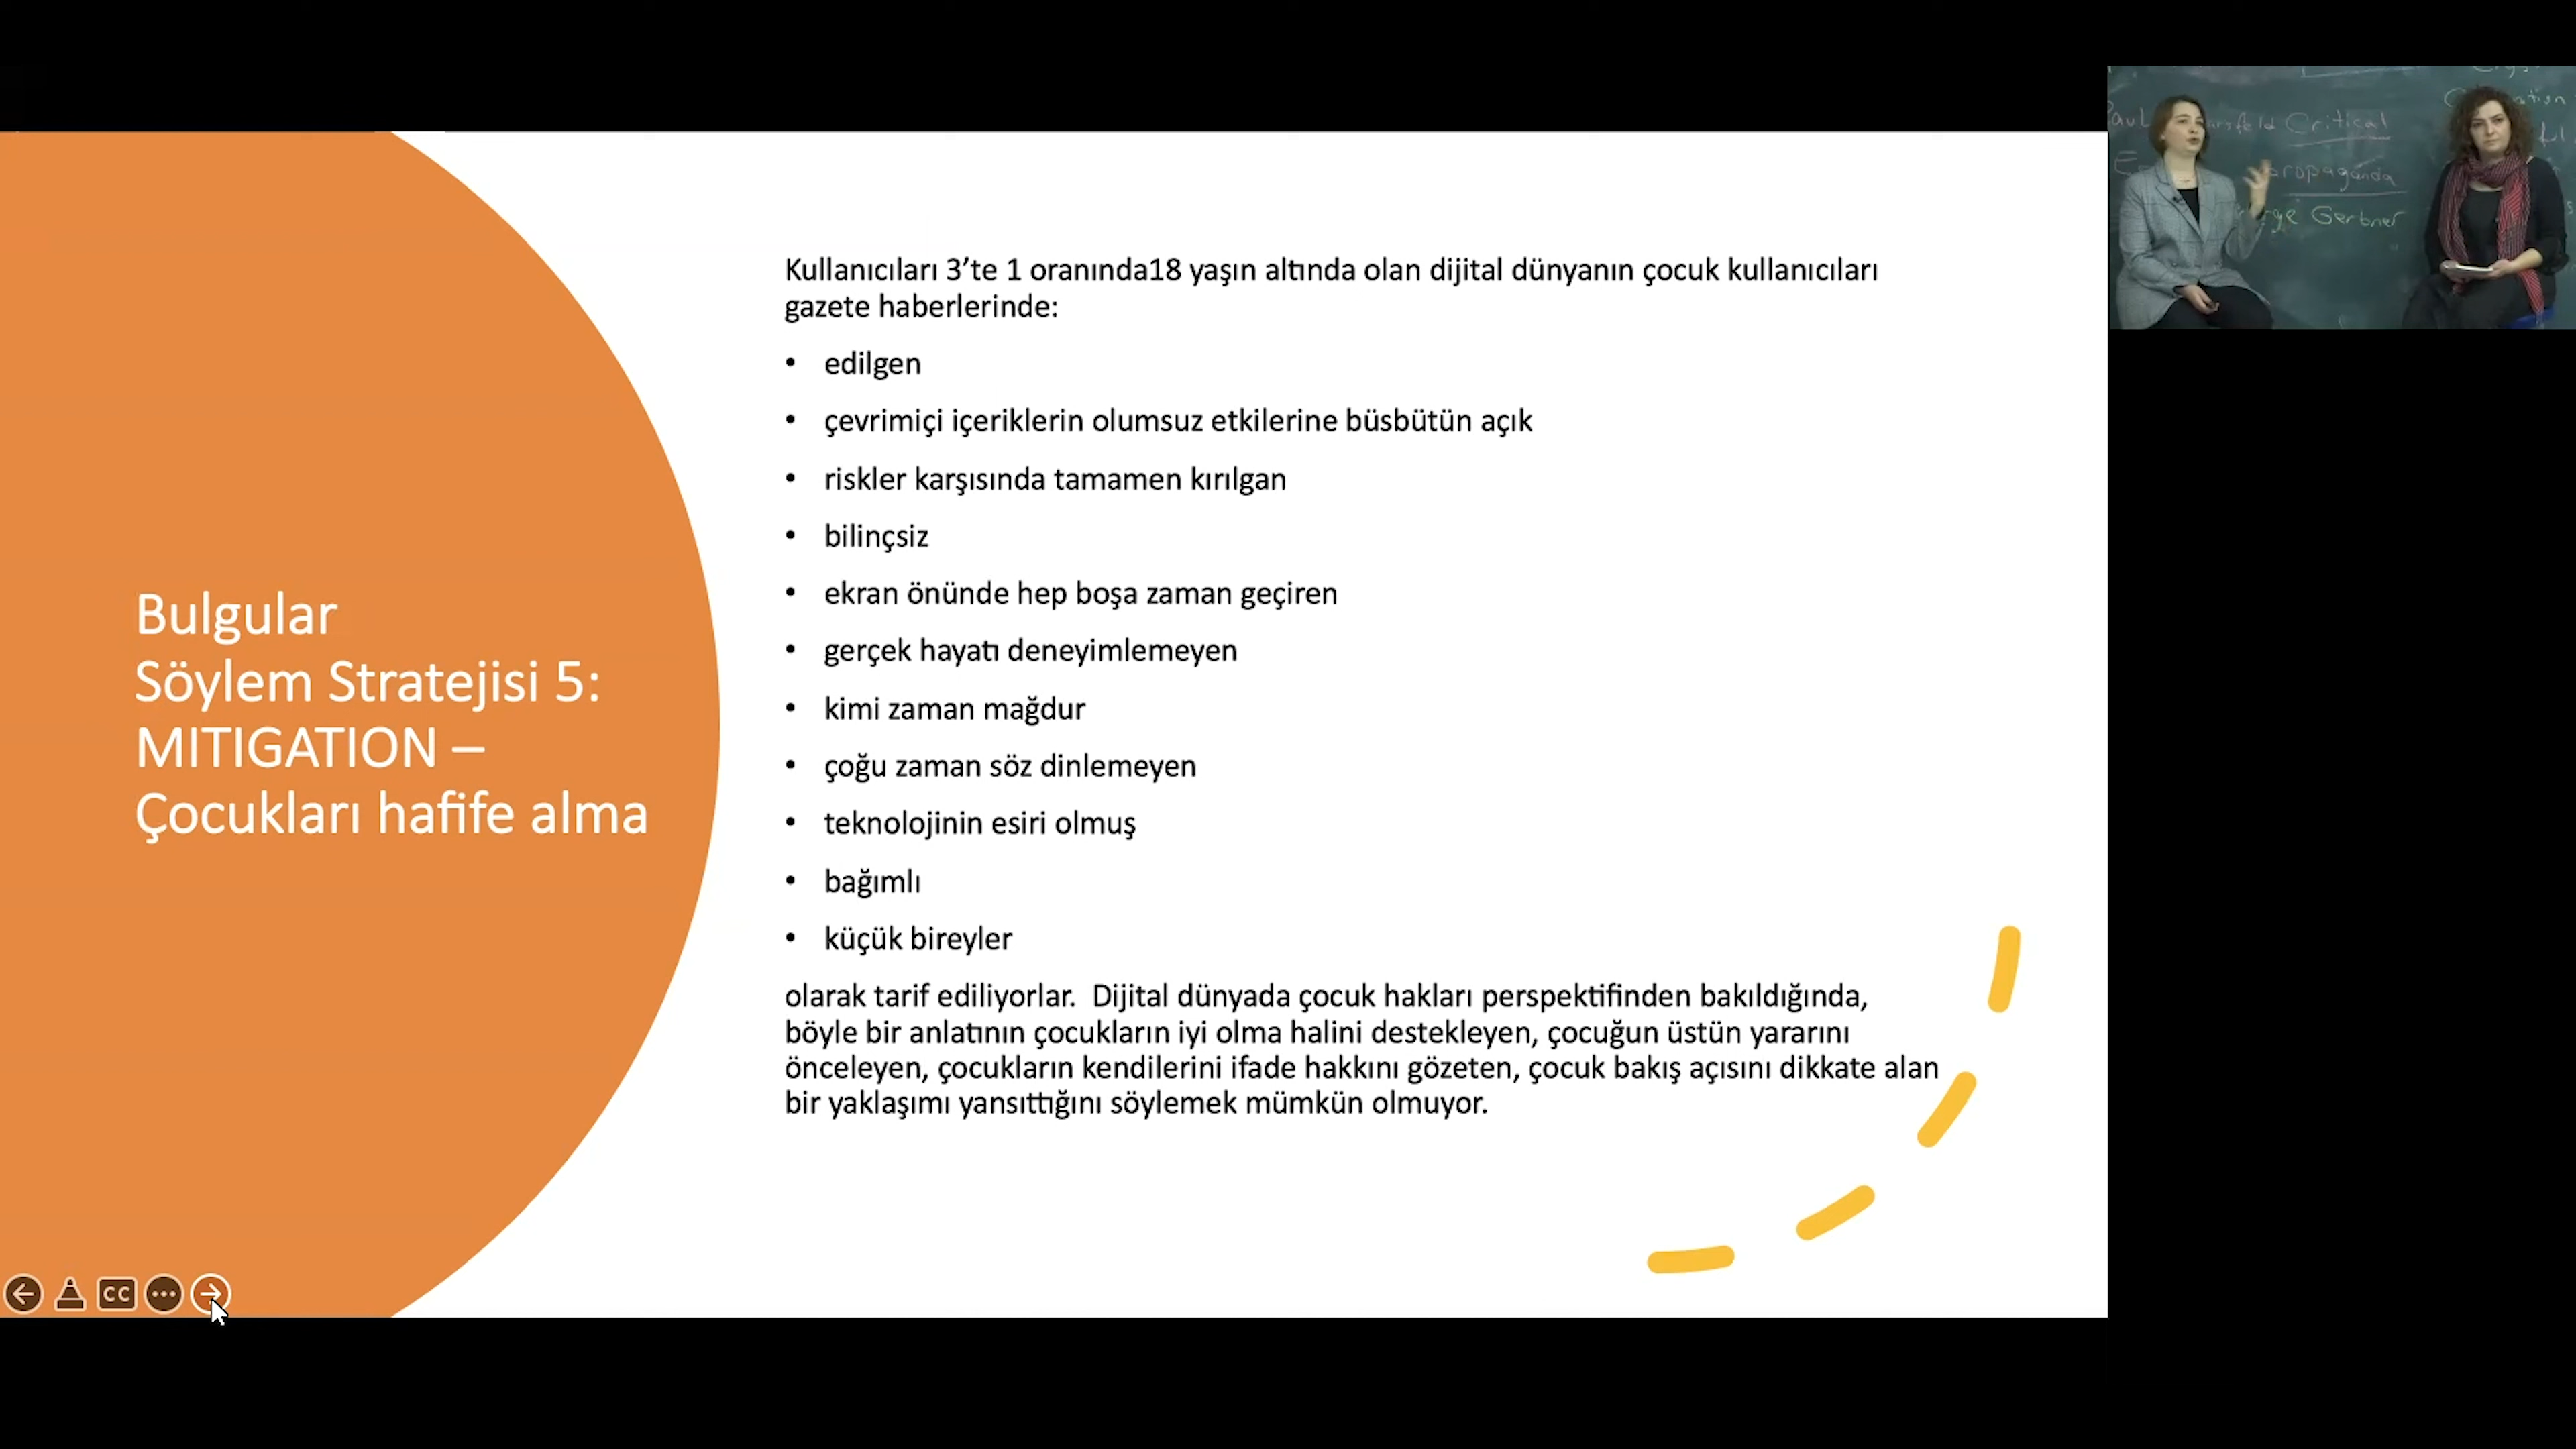 Bulgular
Söylem Stratejisi 5:
MITIGATION –
Çocukları hafife alma
Kullanıcıları 3’te 1 oranında18 yaşın altında olan dijital dünyanın çocuk kullanıcıları
gazete haberlerinde:
• edilgen
• çevrimiçi içeriklerin olumsuz etkilerine büsbütün açık
• riskler karşısında tamamen kırılgan
• bilinçsiz
• ekran önünde hep boşa zaman geçiren
• gerçek hayatı deneyimlemeyen
• kimi zaman mağdur
• çoğu zaman söz dinlemeyen
• teknolojinin esiri olmuş
• bağımlı
• küçük bireyler
olarak tarif ediliyorlar.  Dijital dünyada çocuk hakları perspektifinden bakıldığında,
böyle bir anlatının çocukların iyi olma halini destekleyen, çocuğun üstün yararını
önceleyen, çocukların kendilerini ifade hakkını gözeten, çocuk bakış açısını dikkate alan
bir yaklaşımı yansıttığını söylemek mümkün olmuyor.
CC
Paul Critical
propaganda
Gerbner